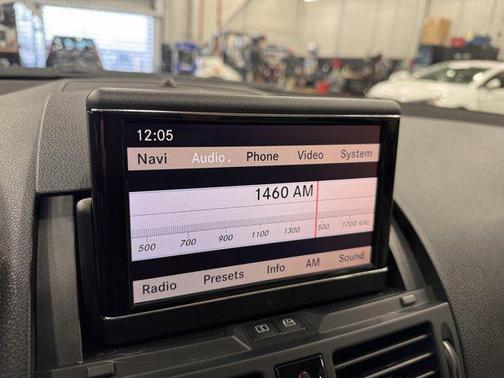 12:05
Navi Audio Phone Video System
1460 AM
500 700 900 1100 1300 500 1700 kHz
Radio Presets Info AM Sound